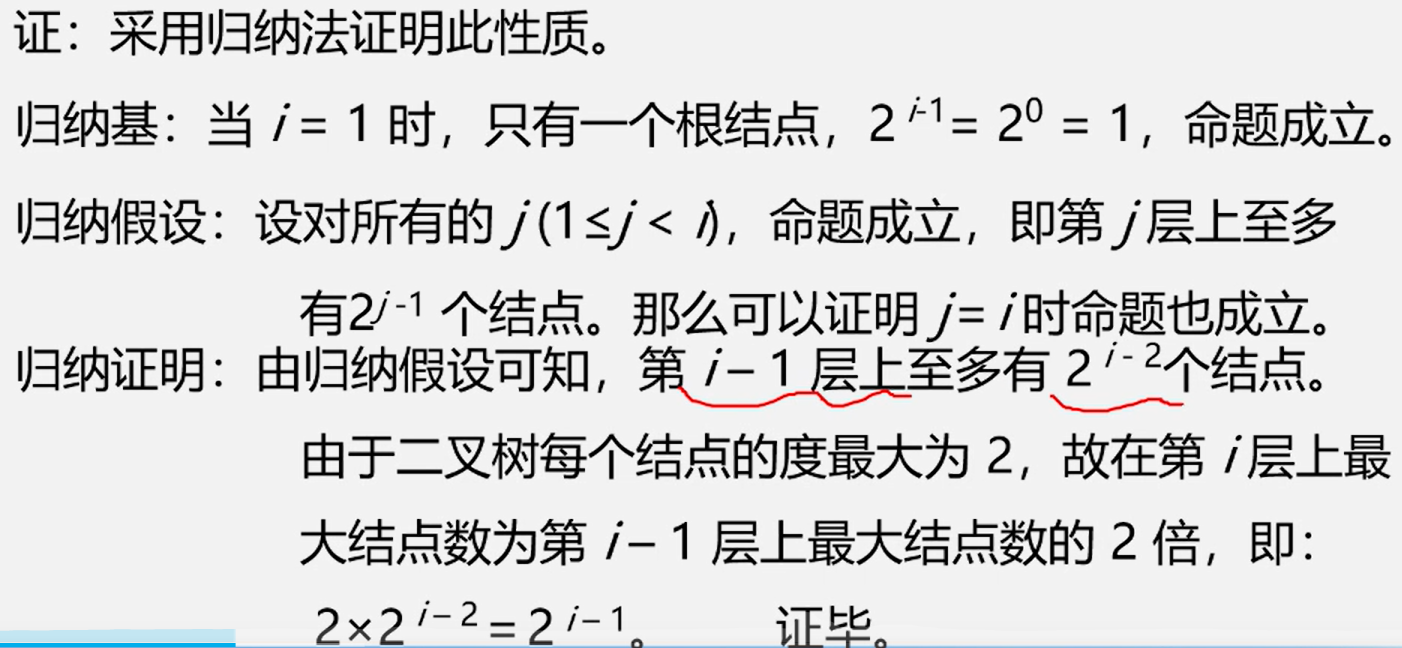 证：采用归纳法证明此性质。
归纳基：当 i = 1 时，只有一个根结点，2 i-1= 20 = 1，命题成立。
归纳假设：设对所有的 j (1≤j < i)，命题成立，即第 j 层上至多
有2j -1 个结点。那么可以证明 j= i 时命题也成立。
归纳证明：由归纳假设可知，第 i – 1 层上至多有 2 i - 2个结点。
由于二叉树每个结点的度最大为 2，故在第 i 层上最
大结点数为第 i – 1 层上最大结点数的 2 倍，即：
2×2 i – 2 = 2 i – 1。 证毕。